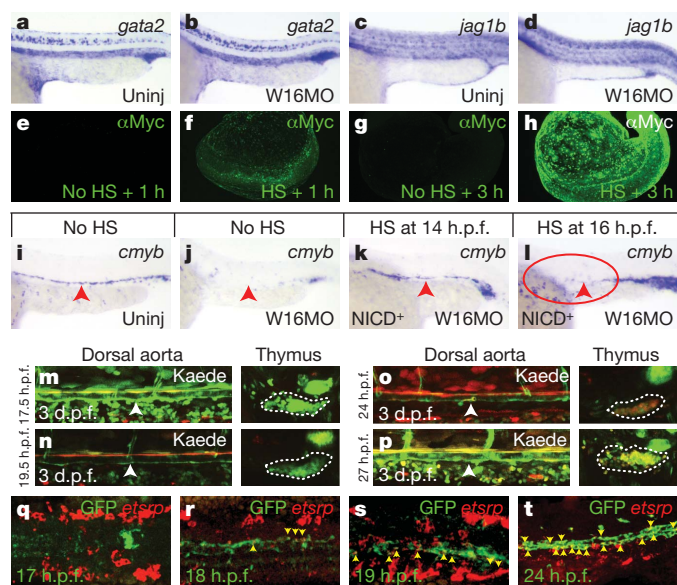 a gata2 Uninj
b gata2 W16MO
c jag1b Uninj
d jag1b W16MO
e αMyc No HS + 1 h
f αMyc HS + 1 h
g αMyc No HS + 3 h
h αMyc HS + 3 h
No HS
No HS
HS at 14 h.p.f.
HS at 16 h.p.f.
i cmyb Uninj
j cmyb W16MO
k cmyb NICD+ W16MO
l cmyb NICD+ W16MO
Dorsal aorta
Thymus
Dorsal aorta
Thymus
17.5 h.p.f.
m Kaede
3 d.p.f.
24 h.p.f.
o Kaede
3 d.p.f.
19.5 h.p.f.
n Kaede
3 d.p.f.
27 h.p.f.
p Kaede
3 d.p.f.
q GFP etsrp
17 h.p.f.
r GFP etsrp
18 h.p.f.
s GFP etsrp
19 h.p.f.
t GFP etsrp
24 h.p.f.